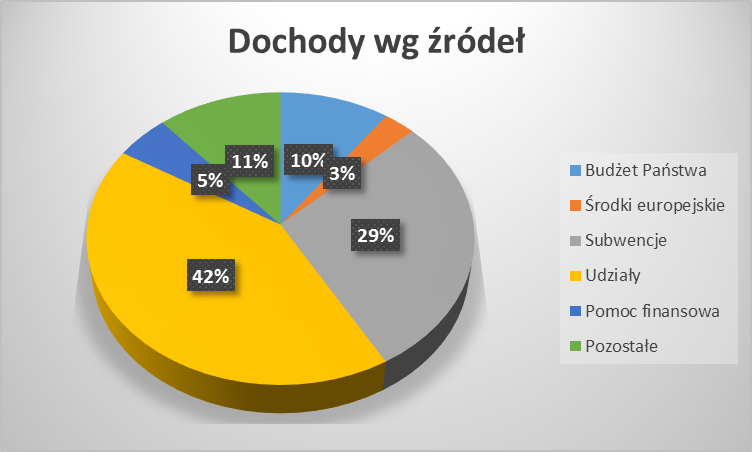 Dochody wg źródeł
11%
10%
3%
5%
29%
42%
Budżet Państwa
Środki europejskie
Subwencje
Udziały
Pomoc finansowa
Pozostałe